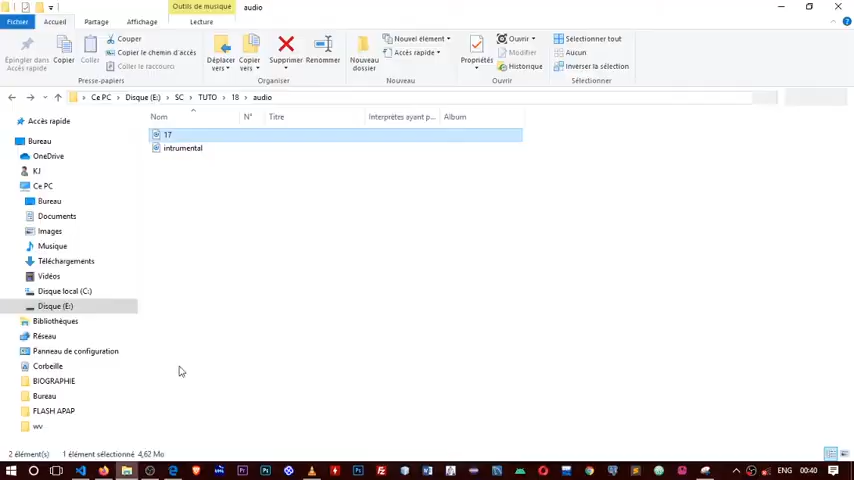 Outils de musique audio
Fichier Accueil Partage Affichage Lecture
Épingler dans Accès rapide
Copier
Coller
Couper
Copier le chemin d'accès
Coller le raccourci
Déplacer vers
Copier vers
Supprimer
Renommer
Nouveau dossier
Nouvel élément
Accès rapide
Propriétés
Ouvrir
Modifier
Historique
Sélectionner tout
Aucun
Inverser la sélection
Presse-papiers Organiser Nouveau Ouvrir Sélectionner
Ce PC > Disque (E:) > SC > TUTO > 18 > audio
Nom N° Titre Interprètes ayant p... Album
17
intrumental
Accès rapide
Bureau
OneDrive
KJ
Ce PC
Bureau
Documents
Images
Musique
Téléchargements
Vidéos
Disque local (C:)
Disque (E:)
Bibliothèques
Réseau
Panneau de configuration
Corbeille
BIOGRAPHIE
Bureau
FLASH APAP
wv
2 élément(s) 1 élément sélectionné 4,62 Mo
ENG 00:40